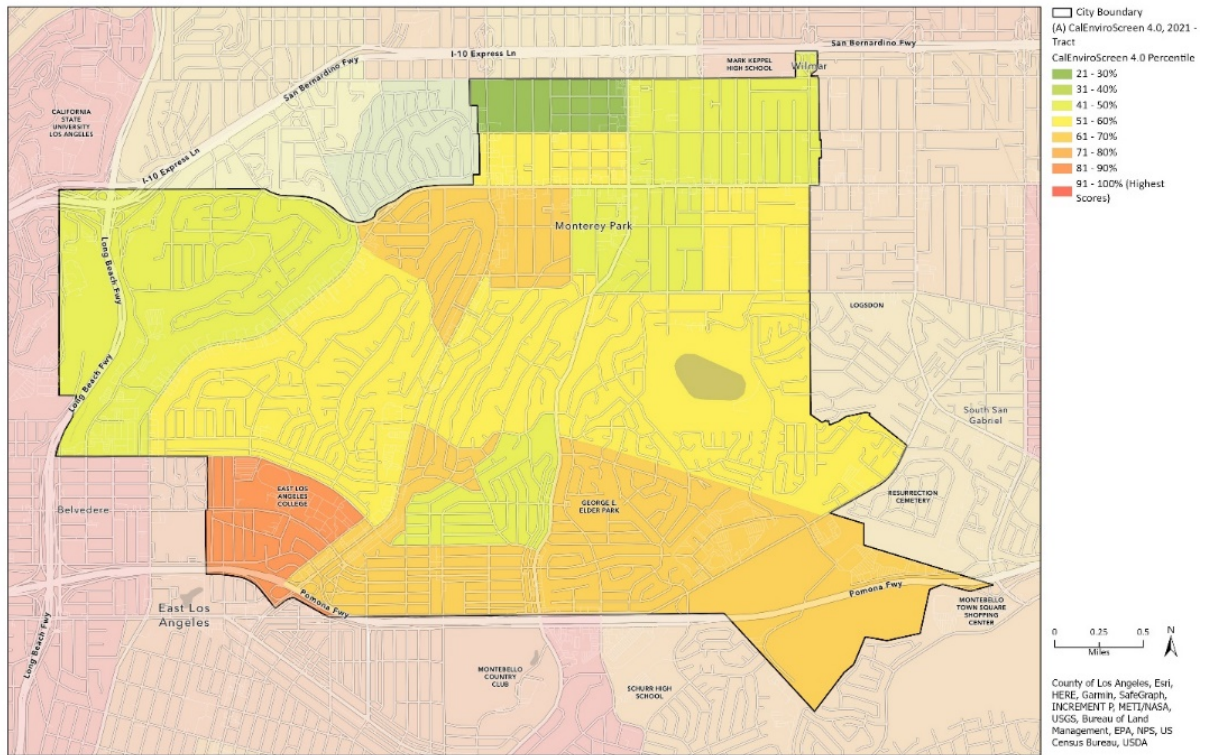 I-10 Express Ln
San Bernardino Fwy
San Bernardino Fwy
MARK KEPPEL
HIGH SCHOOL
Wilmar
CALIFORNIA
STATE
UNIVERSITY
LOS ANGELES
I-10 Express Ln
Long Beach Fwy
Monterey Park
LOGSDON
Long Beach Fwy
South San
Gabriel
EAST LOS
ANGELES
COLLEGE
GEORGE E.
ELDER PARK
RESURRECTION
CEMETERY
Belvedere
Pomona Fwy
Pomona Fwy
East Los
Angeles
MONTEBELLO
TOWN SQUARE
SHOPPING
CENTER
Long Beach Fwy
MONTEBELLO
COUNTRY
CLUB
SCHURR HIGH
SCHOOL
City Boundary
(A) CalEnviroScreen 4.0, 2021 -
Tract
CalEnviroScreen 4.0 Percentile
21 - 30%
31 - 40%
41 - 50%
51 - 60%
61 - 70%
71 - 80%
81 - 90%
91 - 100% (Highest
Scores)
0 0.25 0.5
Miles
N
County of Los Angeles, Esri,
HERE, Garmin, SafeGraph,
INCREMENT P, METI/NASA,
USGS, Bureau of Land
Management, EPA, NPS, US
Census Bureau, USDA